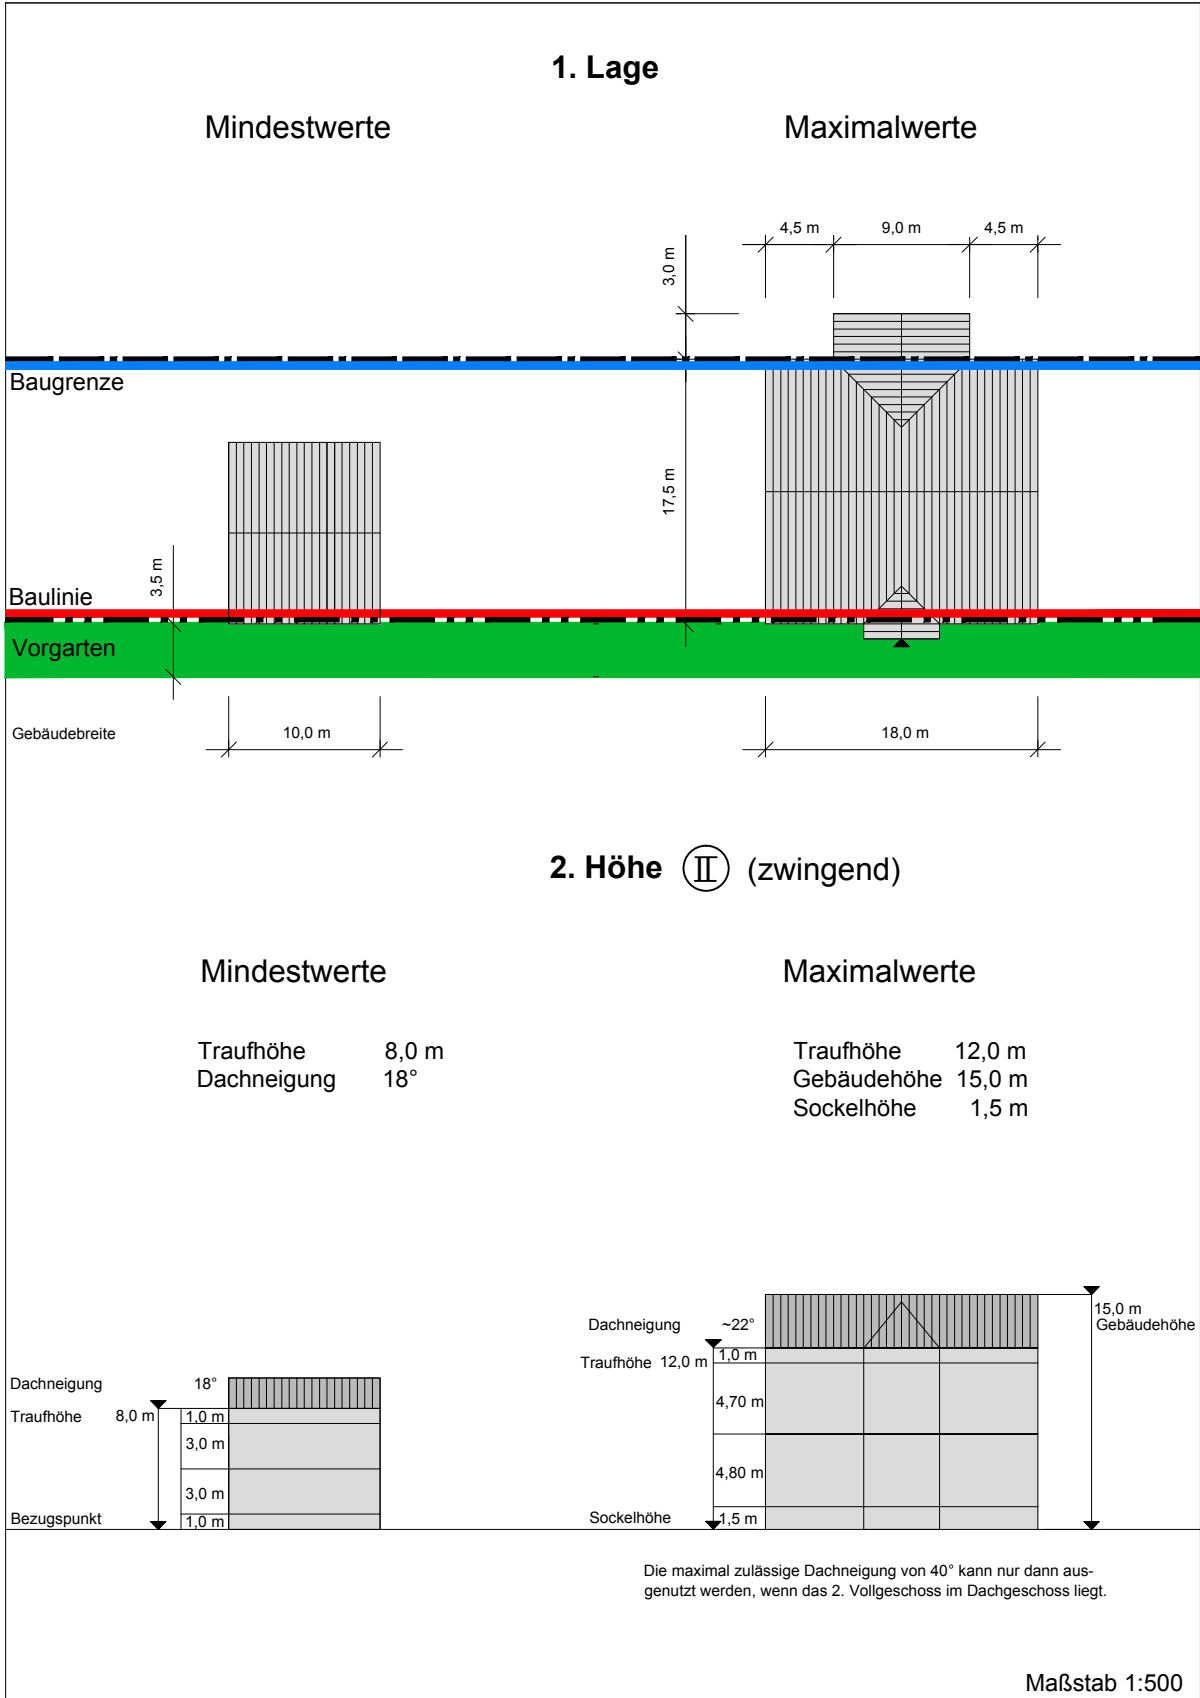 1. Lage
Mindestwerte
Maximalwerte
4,5 m
9,0 m
4,5 m
3,0 m
Baugrenze
17,5 m
3,5 m
Baulinie
Vorgarten
Gebäudebreite
10,0 m
18,0 m
2. Höhe II (zwingend)
Mindestwerte
Maximalwerte
Traufhöhe 8,0 m
Dachneigung 18°
Traufhöhe 12,0 m
Gebäudehöhe 15,0 m
Sockelhöhe 1,5 m
Dachneigung 18°
Traufhöhe 8,0 m
1,0 m
3,0 m
3,0 m
Bezugspunkt
1,0 m
Dachneigung ~22°
Traufhöhe 12,0 m
1,0 m
4,70 m
4,80 m
Sockelhöhe
1,5 m
15,0 m
Gebäudehöhe
Die maximal zulässige Dachneigung von 40° kann nur dann aus-
genutzt werden, wenn das 2. Vollgeschoss im Dachgeschoss liegt.
Maßstab 1:500